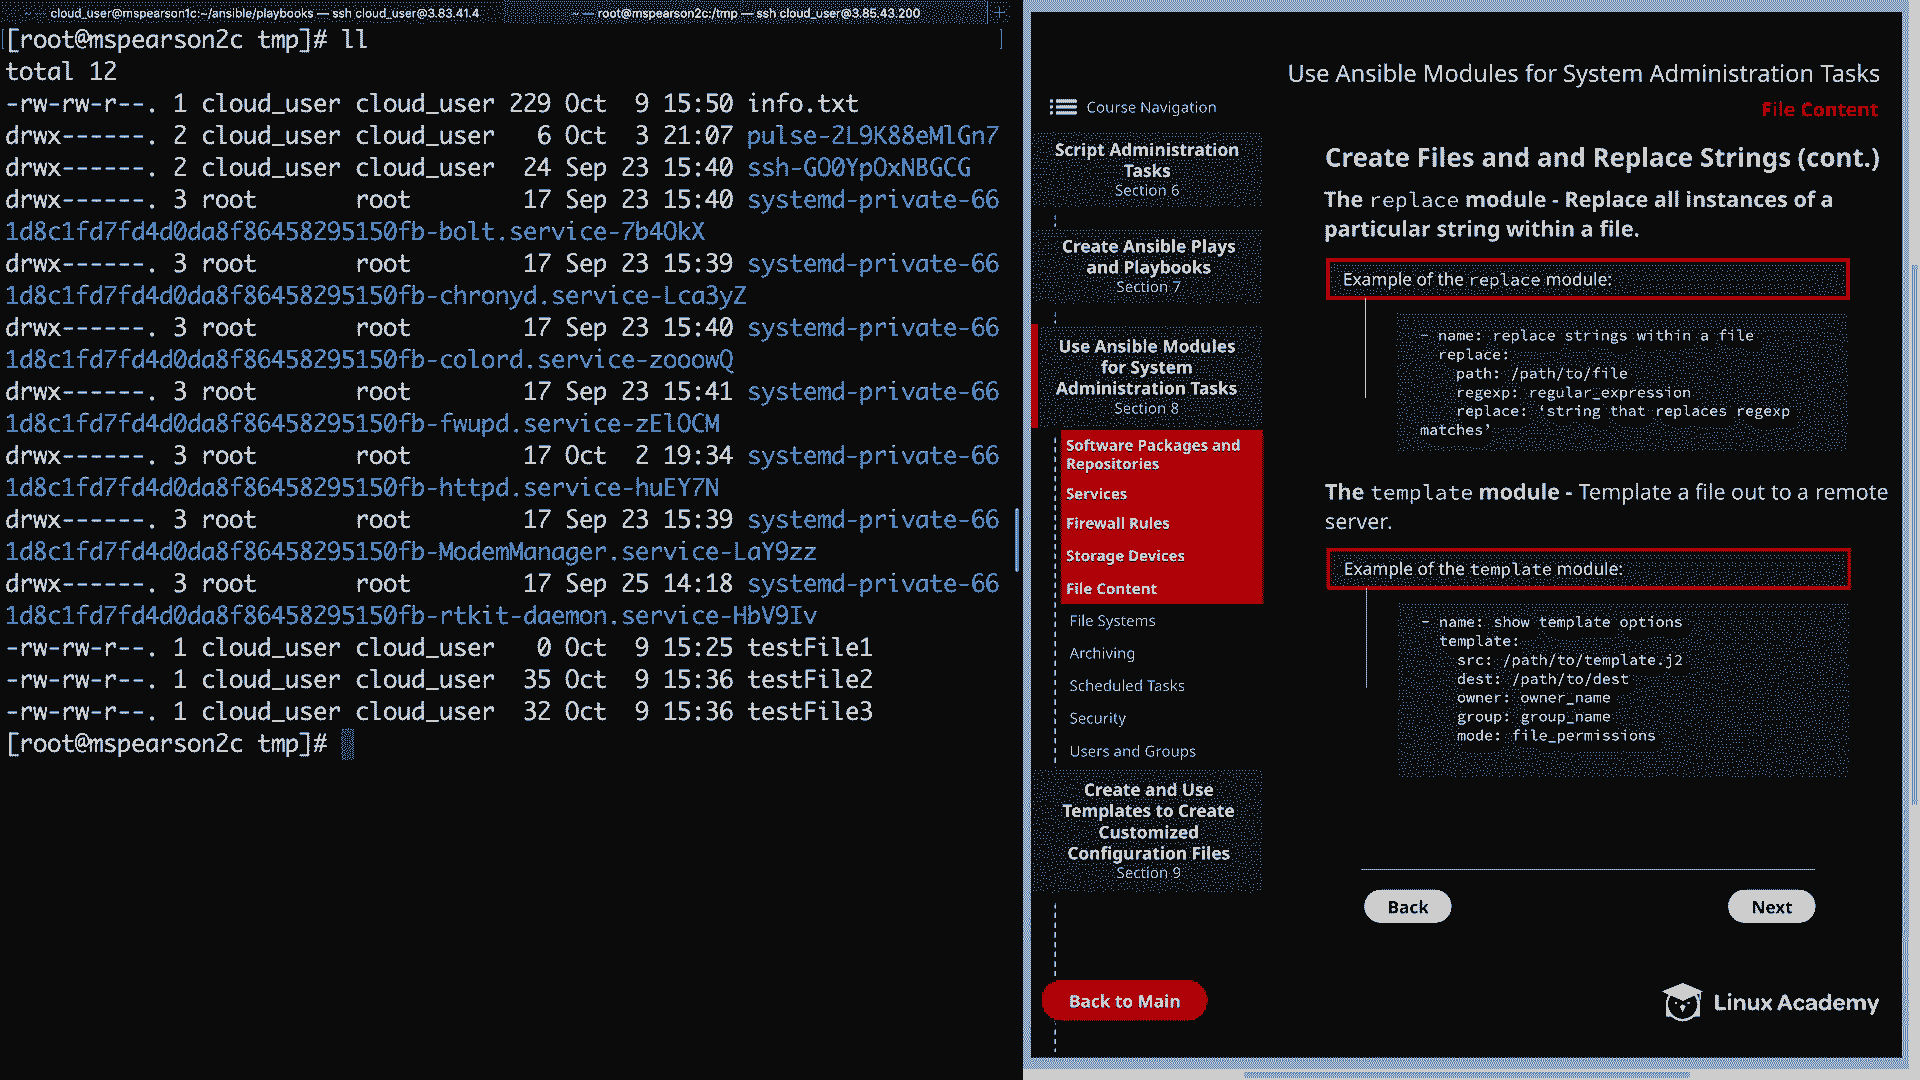 cloud_user@mspearson1c:~/ansible/playbooks — ssh cloud_user@3.83.41.4
~ — root@mspearson2c:/tmp — ssh cloud_user@3.85.43.200
[root@mspearson2c tmp]# ll
total 12
-rw-rw-r--. 1 cloud_user cloud_user 229 Oct  9 15:50 info.txt
drwx------. 2 cloud_user cloud_user   6 Oct  3 21:07 pulse-2L9K88eMlGn7
drwx------. 2 cloud_user cloud_user  24 Sep 23 15:40 ssh-GO0YpOxNBGCG
drwx------. 3 root       root        17 Sep 23 15:40 systemd-private-66
1d8c1fd7fd4d0da8f86458295150fb-bolt.service-7b4OkX
drwx------. 3 root       root        17 Sep 23 15:39 systemd-private-66
1d8c1fd7fd4d0da8f86458295150fb-chronyd.service-Lca3yZ
drwx------. 3 root       root        17 Sep 23 15:40 systemd-private-66
1d8c1fd7fd4d0da8f86458295150fb-colord.service-zooowQ
drwx------. 3 root       root        17 Sep 23 15:41 systemd-private-66
1d8c1fd7fd4d0da8f86458295150fb-fwupd.service-zElOCM
drwx------. 3 root       root        17 Oct  2 19:34 systemd-private-66
1d8c1fd7fd4d0da8f86458295150fb-httpd.service-huEY7N
drwx------. 3 root       root        17 Sep 23 15:39 systemd-private-66
1d8c1fd7fd4d0da8f86458295150fb-ModemManager.service-LaY9zz
drwx------. 3 root       root        17 Sep 25 14:18 systemd-private-66
1d8c1fd7fd4d0da8f86458295150fb-rtkit-daemon.service-HbV9Iv
-rw-rw-r--. 1 cloud_user cloud_user   0 Oct  9 15:25 testFile1
-rw-rw-r--. 1 cloud_user cloud_user  35 Oct  9 15:36 testFile2
-rw-rw-r--. 1 cloud_user cloud_user  32 Oct  9 15:36 testFile3
[root@mspearson2c tmp]#
Use Ansible Modules for System Administration Tasks
File Content
Course Navigation
Script Administration
Tasks
Section 6
Create Ansible Plays
and Playbooks
Section 7
Use Ansible Modules
for System
Administration Tasks
Section 8
Software Packages and
Repositories
Services
Firewall Rules
Storage Devices
File Content
File Systems
Archiving
Scheduled Tasks
Security
Users and Groups
Create and Use
Templates to Create
Customized
Configuration Files
Section 9
Back to Main
Create Files and and Replace Strings (cont.)
The replace module - Replace all instances of a
particular string within a file.
Example of the replace module:
- name: replace strings within a file
replace:
path: /path/to/file
regexp: regular_expression
replace: ‘string that replaces regexp
matches’
The template module - Template a file out to a remote
server.
Example of the template module:
- name: show template options
template:
src: /path/to/template.j2
dest: /path/to/dest
owner: owner_name
group: group_name
mode: file_permissions
Back
Next
Linux Academy